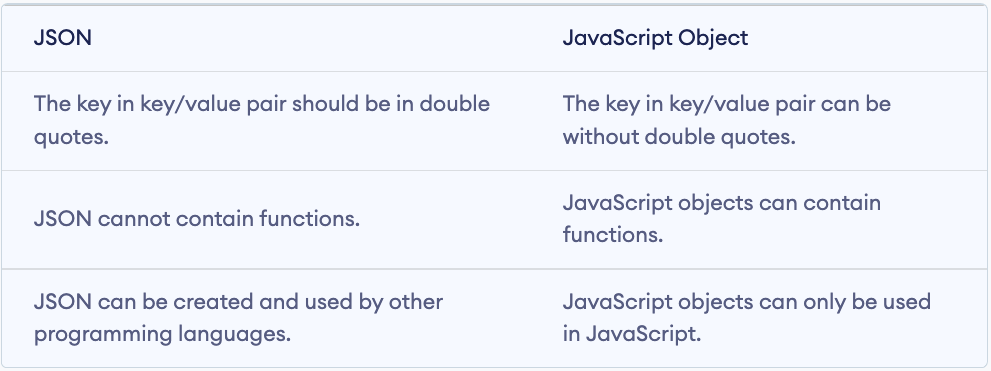 JSON
JavaScript Object
The key in key/value pair should be in double
quotes.
The key in key/value pair can be
without double quotes.
JSON cannot contain functions.
JavaScript objects can contain
functions.
JSON can be created and used by other
programming languages.
JavaScript objects can only be used
in JavaScript.